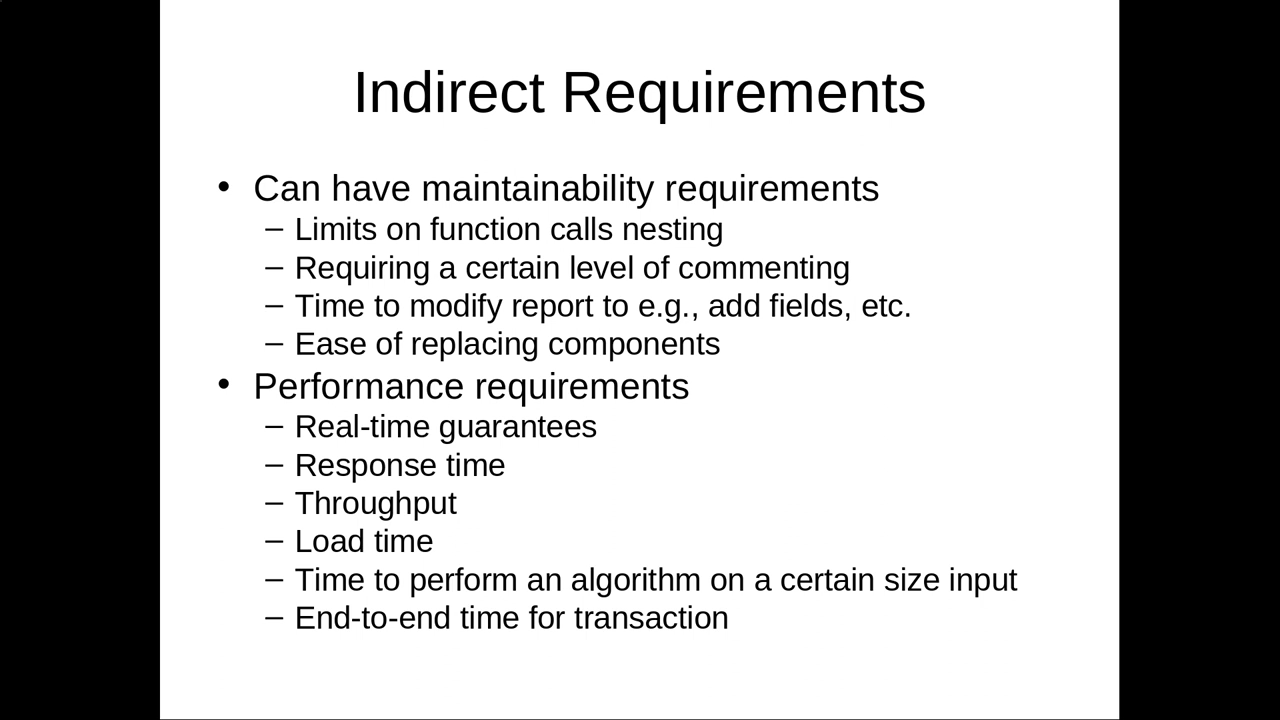 Indirect Requirements
• Can have maintainability requirements
– Limits on function calls nesting
– Requiring a certain level of commenting
– Time to modify report to e.g., add fields, etc.
– Ease of replacing components
• Performance requirements
– Real-time guarantees
– Response time
– Throughput
– Load time
– Time to perform an algorithm on a certain size input
– End-to-end time for transaction